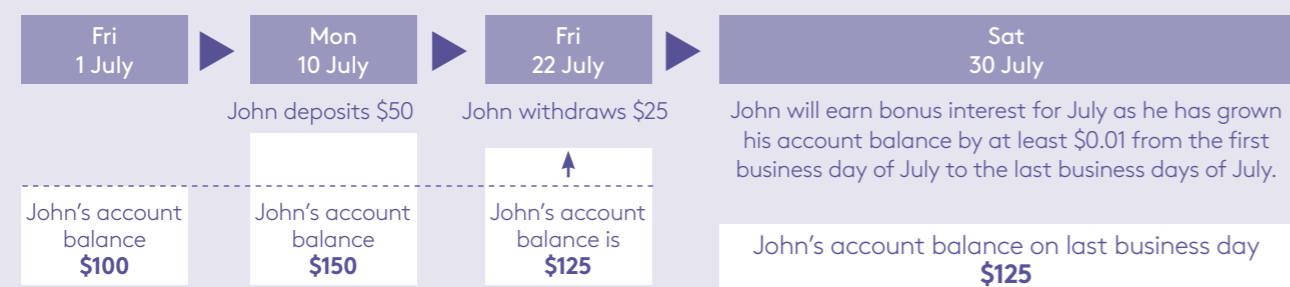 Fri
1 July
Mon
10 July
Fri
22 July
Sat
30 July
John deposits $50
John withdraws $25
John will earn bonus interest for July as he has grown
his account balance by at least $0.01 from the first
business day of July to the last business days of July.
John's account
balance
$100
John's account
balance
$150
John's account
balance is
$125
John's account balance on last business day
$125